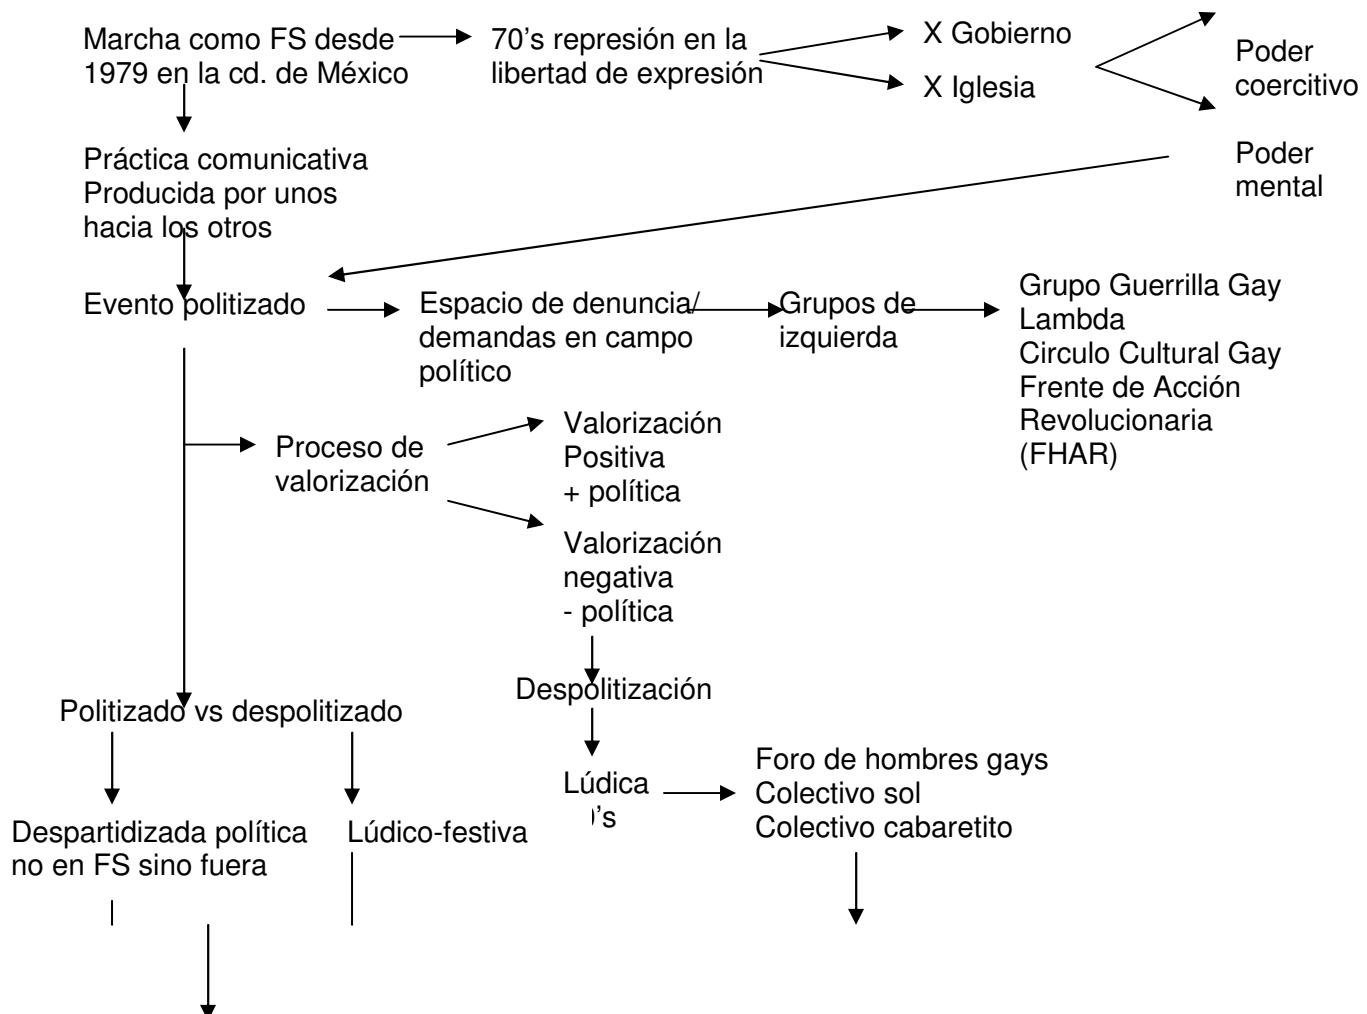 Marcha como FS desde
1979 en la cd. de México
70's represión en la
libertad de expresión
X Gobierno
X Iglesia
Poder
coercitivo
Poder
mental
Práctica comunicativa
Producida por unos
hacia los otros
Evento politizado
Espacio de denuncia/
demandas en campo
político
Grupos de
izquierda
Grupo Guerrilla Gay
Lambda
Circulo Cultural Gay
Frente de Acción
Revolucionaria
(FHAR)
Proceso de
valorización
Valorización
Positiva
+ política
Valorización
negativa
- política
Despolitización
Politizado vs despolitizado
Lúdica
Foro de hombres gays
Colectivo sol
Colectivo cabaretito
Despartidizada política
no en FS sino fuera
Lúdico-festiva